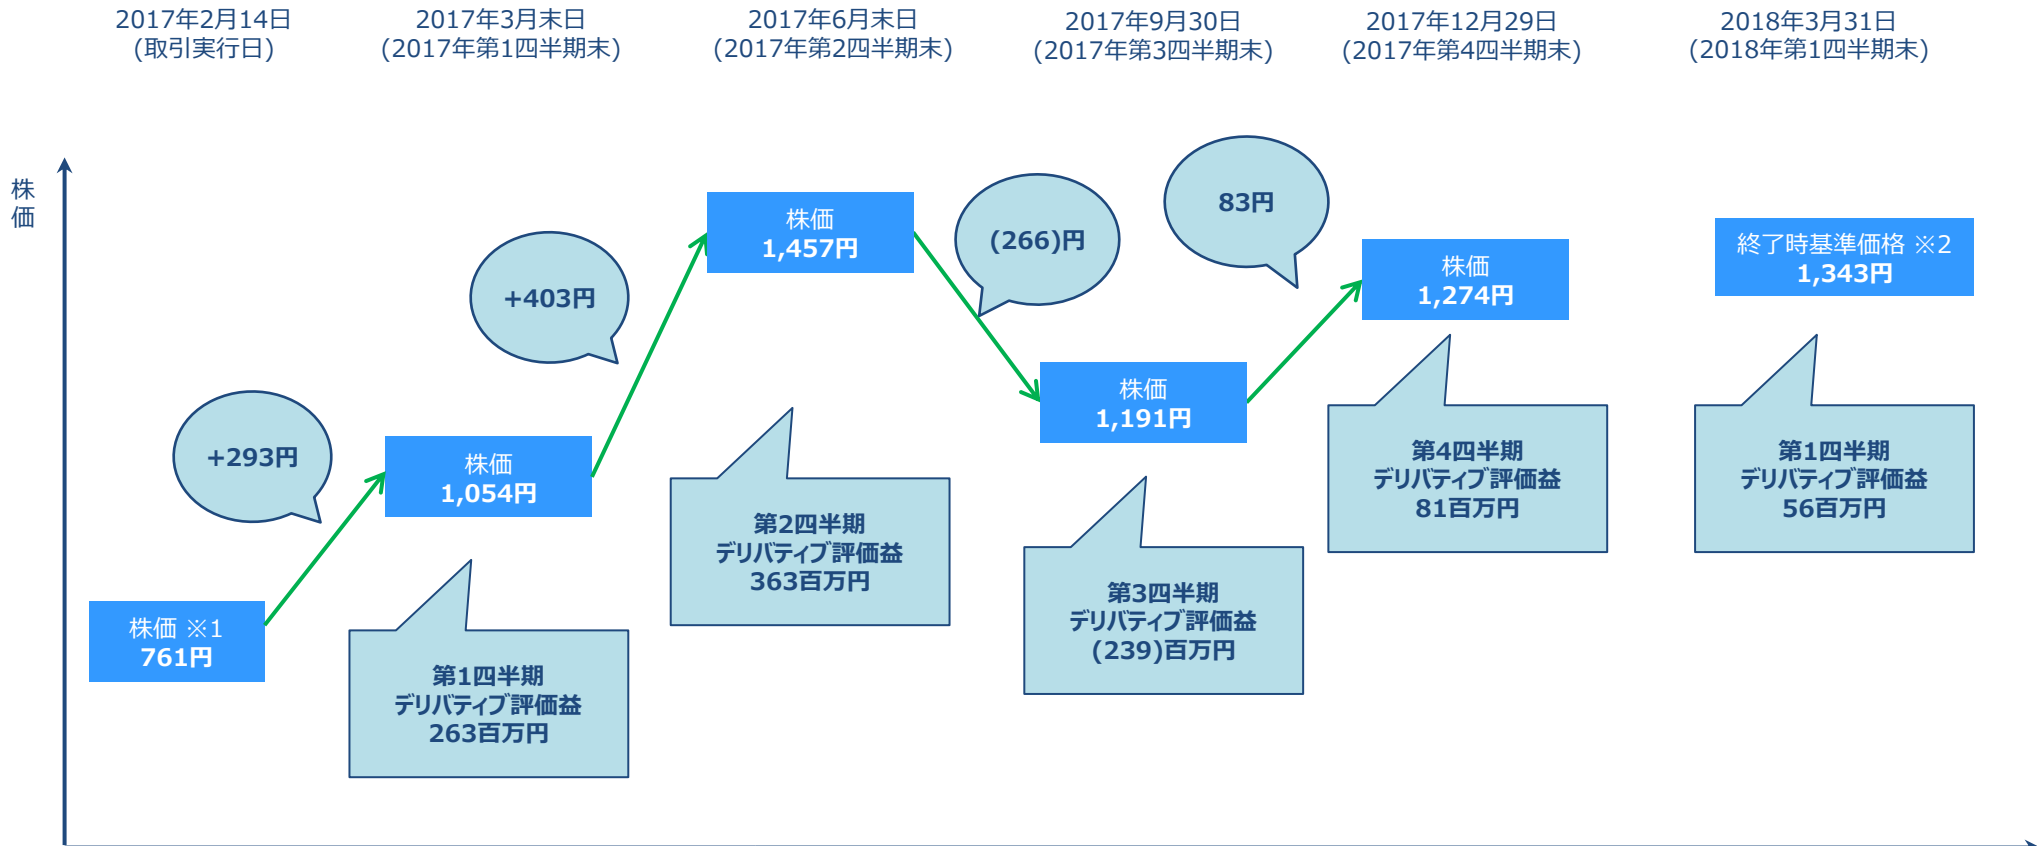 2017年2月14日
(取引実行日)
2017年3月末日
(2017年第1四半期末)
2017年6月末日
(2017年第2四半期末)
2017年9月30日
(2017年第3四半期末)
2017年12月29日
(2017年第4四半期末)
2018年3月31日
(2018年第1四半期末)
株
価
株価 ※1
761円
+293円
株価
1,054円
第1四半期
デリバティブ評価益
263百万円
+403円
株価
1,457円
第2四半期
デリバティブ評価益
363百万円
(266)円
株価
1,191円
第3四半期
デリバティブ評価益
(239)百万円
83円
株価
1,274円
第4四半期
デリバティブ評価益
81百万円
終了時基準価格 ※2
1,343円
第1四半期
デリバティブ評価益
56百万円